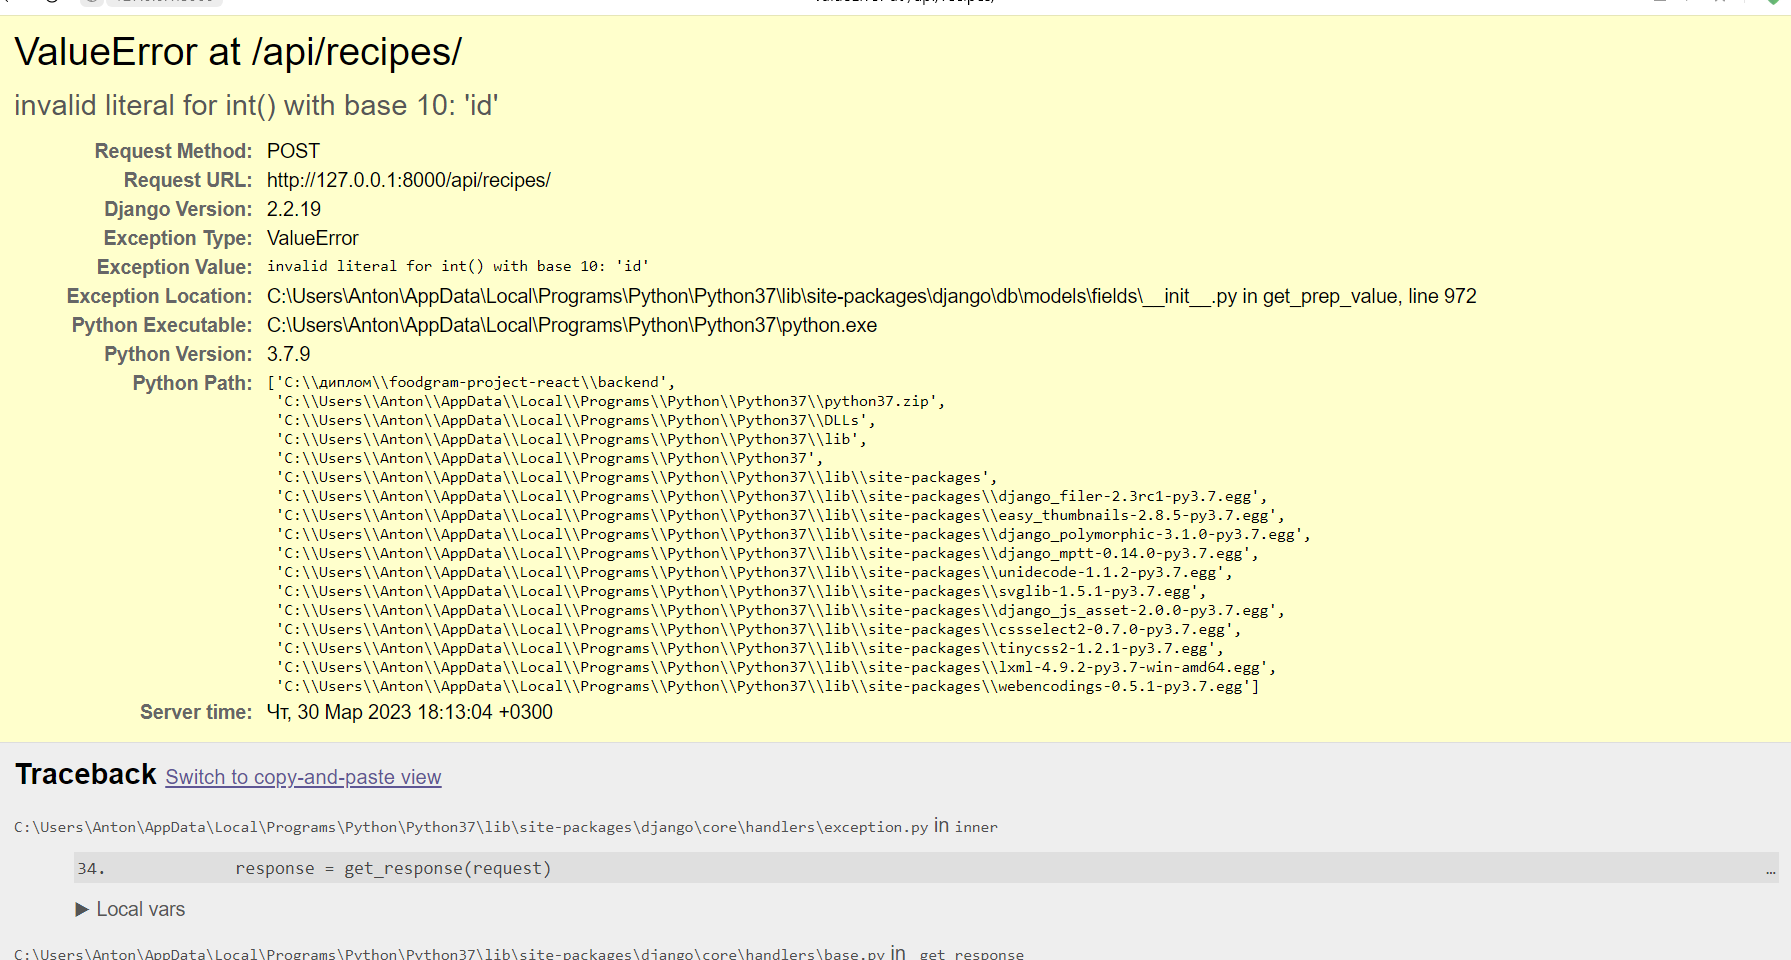 ValueError at /api/recipes/
invalid literal for int() with base 10: 'id'
Request Method: POST
Request URL: http://127.0.0.1:8000/api/recipes/
Django Version: 2.2.19
Exception Type: ValueError
Exception Value: invalid literal for int() with base 10: 'id'
Exception Location: C:\Users\Anton\AppData\Local\Programs\Python\Python37\lib\site-packages\django\db\models\fields\__init__.py in get_prep_value, line 972
Python Executable: C:\Users\Anton\AppData\Local\Programs\Python\Python37\python.exe
Python Version: 3.7.9
Python Path: ['C:\\диплом\\foodgram-project-react\\backend',
'C:\\Users\\Anton\\AppData\\Local\\Programs\\Python\\Python37\\python37.zip',
'C:\\Users\\Anton\\AppData\\Local\\Programs\\Python\\Python37\\DLLs',
'C:\\Users\\Anton\\AppData\\Local\\Programs\\Python\\Python37\\lib',
'C:\\Users\\Anton\\AppData\\Local\\Programs\\Python\\Python37',
'C:\\Users\\Anton\\AppData\\Local\\Programs\\Python\\Python37\\lib\\site-packages',
'C:\\Users\\Anton\\AppData\\Local\\Programs\\Python\\Python37\\lib\\site-packages\\django_filer-2.3rc1-py3.7.egg',
'C:\\Users\\Anton\\AppData\\Local\\Programs\\Python\\Python37\\lib\\site-packages\\easy_thumbnails-2.8.5-py3.7.egg',
'C:\\Users\\Anton\\AppData\\Local\\Programs\\Python\\Python37\\lib\\site-packages\\django_polymorphic-3.1.0-py3.7.egg',
'C:\\Users\\Anton\\AppData\\Local\\Programs\\Python\\Python37\\lib\\site-packages\\django_mptt-0.14.0-py3.7.egg',
'C:\\Users\\Anton\\AppData\\Local\\Programs\\Python\\Python37\\lib\\site-packages\\unidecode-1.1.2-py3.7.egg',
'C:\\Users\\Anton\\AppData\\Local\\Programs\\Python\\Python37\\lib\\site-packages\\svglib-1.5.1-py3.7.egg',
'C:\\Users\\Anton\\AppData\\Local\\Programs\\Python\\Python37\\lib\\site-packages\\django_js_asset-2.0.0-py3.7.egg',
'C:\\Users\\Anton\\AppData\\Local\\Programs\\Python\\Python37\\lib\\site-packages\\cssselect2-0.7.0-py3.7.egg',
'C:\\Users\\Anton\\AppData\\Local\\Programs\\Python\\Python37\\lib\\site-packages\\tinycss2-1.2.1-py3.7.egg',
'C:\\Users\\Anton\\AppData\\Local\\Programs\\Python\\Python37\\lib\\site-packages\\lxml-4.9.2-py3.7-win-amd64.egg',
'C:\\Users\\Anton\\AppData\\Local\\Programs\\Python\\Python37\\lib\\site-packages\\webencodings-0.5.1-py3.7.egg']
Server time: Чт, 30 Мар 2023 18:13:04 +0300
Traceback Switch to copy-and-paste view
C:\Users\Anton\AppData\Local\Programs\Python\Python37\lib\site-packages\django\core\handlers\exception.py in inner
34. response = get_response(request) …
▶ Local vars
C:\Users\Anton\AppData\Local\Programs\Python\Python37\lib\site-packages\django\core\handlers\base.py in _get_response